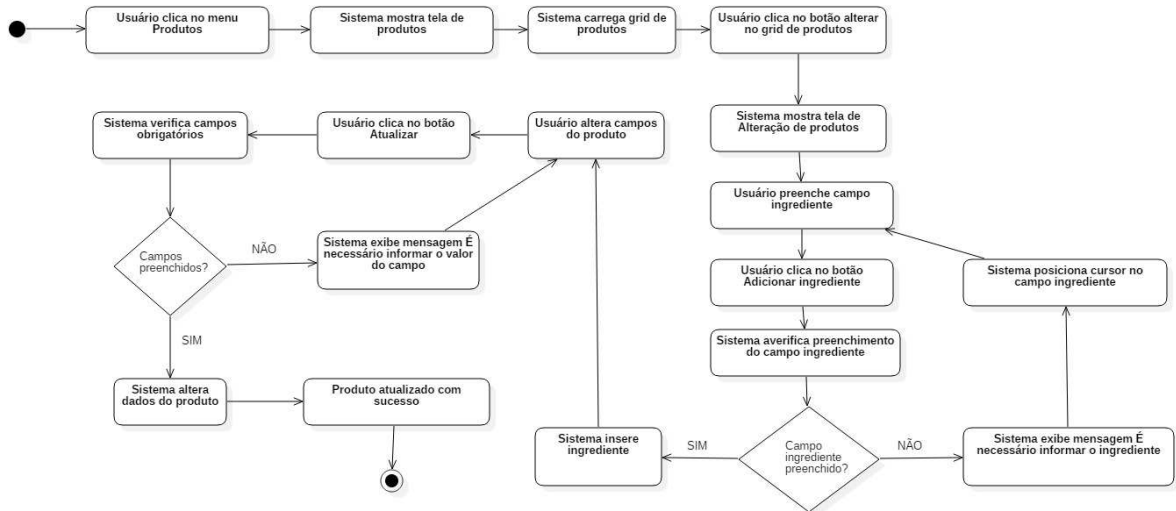 Usuário clica no menu
Produtos
Sistema mostra tela de
produtos
Sistema carrega grid de
produtos
Usuário clica no botão alterar
no grid de produtos
Sistema verifica campos
obrigatórios
Usuário clica no botão
Atualizar
Usuário altera campos
do produto
Sistema mostra tela de
Alteração de produtos
Usuário preenche campo
ingrediente
Campos
preenchidos?
NÃO
Sistema exibe mensagem É
necessário informar o valor
do campo
Usuário clica no botão
Adicionar ingrediente
Sistema posiciona cursor no
campo ingrediente
SIM
Sistema averifica preenchimento
do campo ingrediente
Sistema altera
dados do produto
Produto atualizado com
sucesso
Sistema insere
ingrediente
SIM
Campo
ingrediente
preenchido?
NÃO
Sistema exibe mensagem É
necessário informar o ingrediente